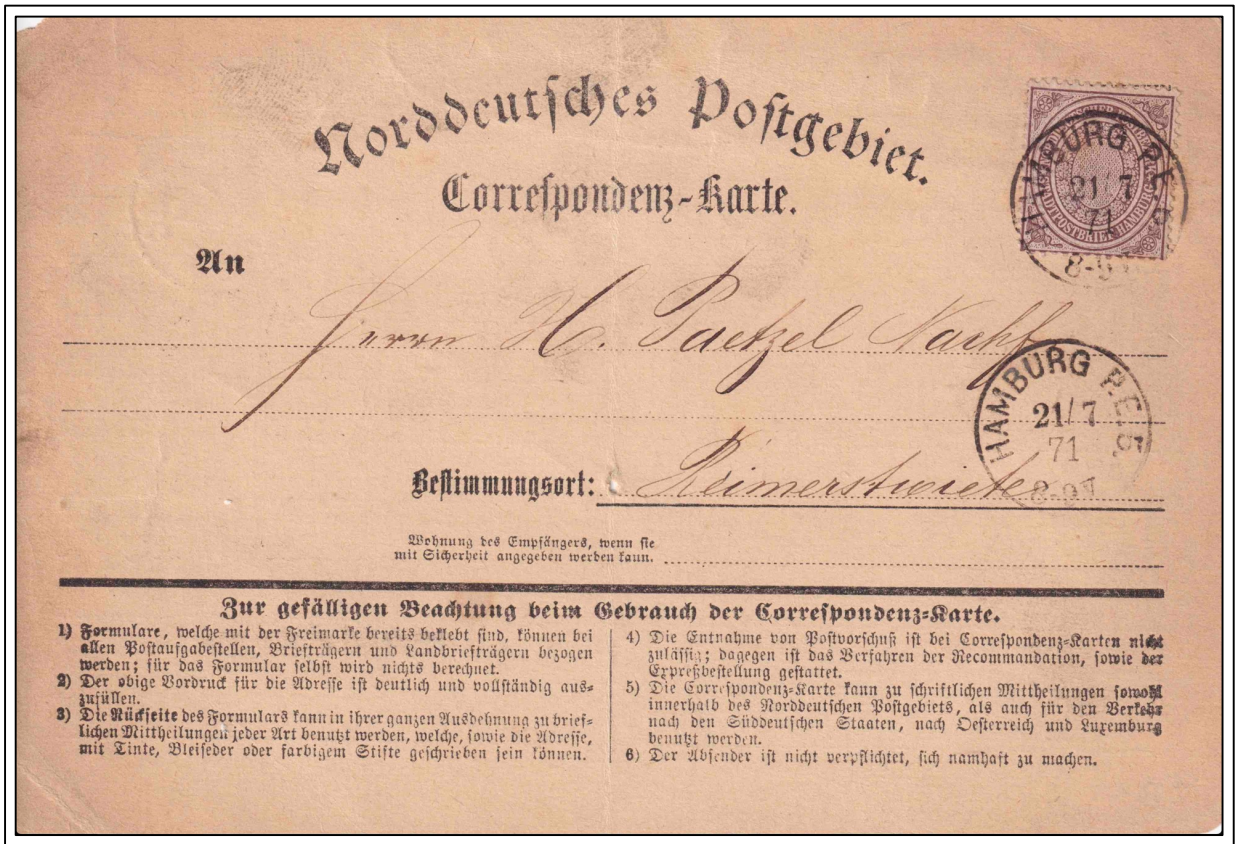 Norddeutsches Postgebiet.
Correspondenz-Karte.
HAMBURG P.E.5.
21/7
71
STADTPOSTBRIEF HAMBURG
An
Herrn H. Paetzel Nachf
HAMBURG P.E.5.
21/7
71
Bestimmungsort: Reimerstwiete
Wohnung des Empfängers, wenn sie
mit Sicherheit angegeben werden kann.
Zur gefälligen Beachtung beim Gebrauch der Correspondenz-Karte.
1) Formulare, welche mit der Freimarke bereits beklebt sind, können bei
allen Postaufgabestellen, Briefträgern und Landbriefträgern bezogen
werden; für das Formular selbst wird nichts berechnet.
2) Der obige Vordruck für die Adresse ist deutlich und vollständig aus-
zufüllen.
3) Die Rückseite des Formulars kann in ihrer ganzen Ausdehnung zu brief-
lichen Mittheilungen jeder Art benutzt werden, welche, sowie die Adresse,
mit Tinte, Bleifeder oder farbigem Stifte geschrieben sein können.
4) Die Entnahme von Postvorschuß ist bei Correspondenz-Karten nicht
zulässig; dagegen ist das Verfahren der Recommandation, sowie der
Expreßbestellung gestattet.
5) Die Correspondenz-Karte kann zu schriftlichen Mittheilungen sowohl
innerhalb des Norddeutschen Postgebiets, als auch für den Verkehr
nach den Süddeutschen Staaten, nach Oesterreich und Luxemburg
benutzt werden.
6) Der Absender ist nicht verpflichtet, sich namhaft zu machen.